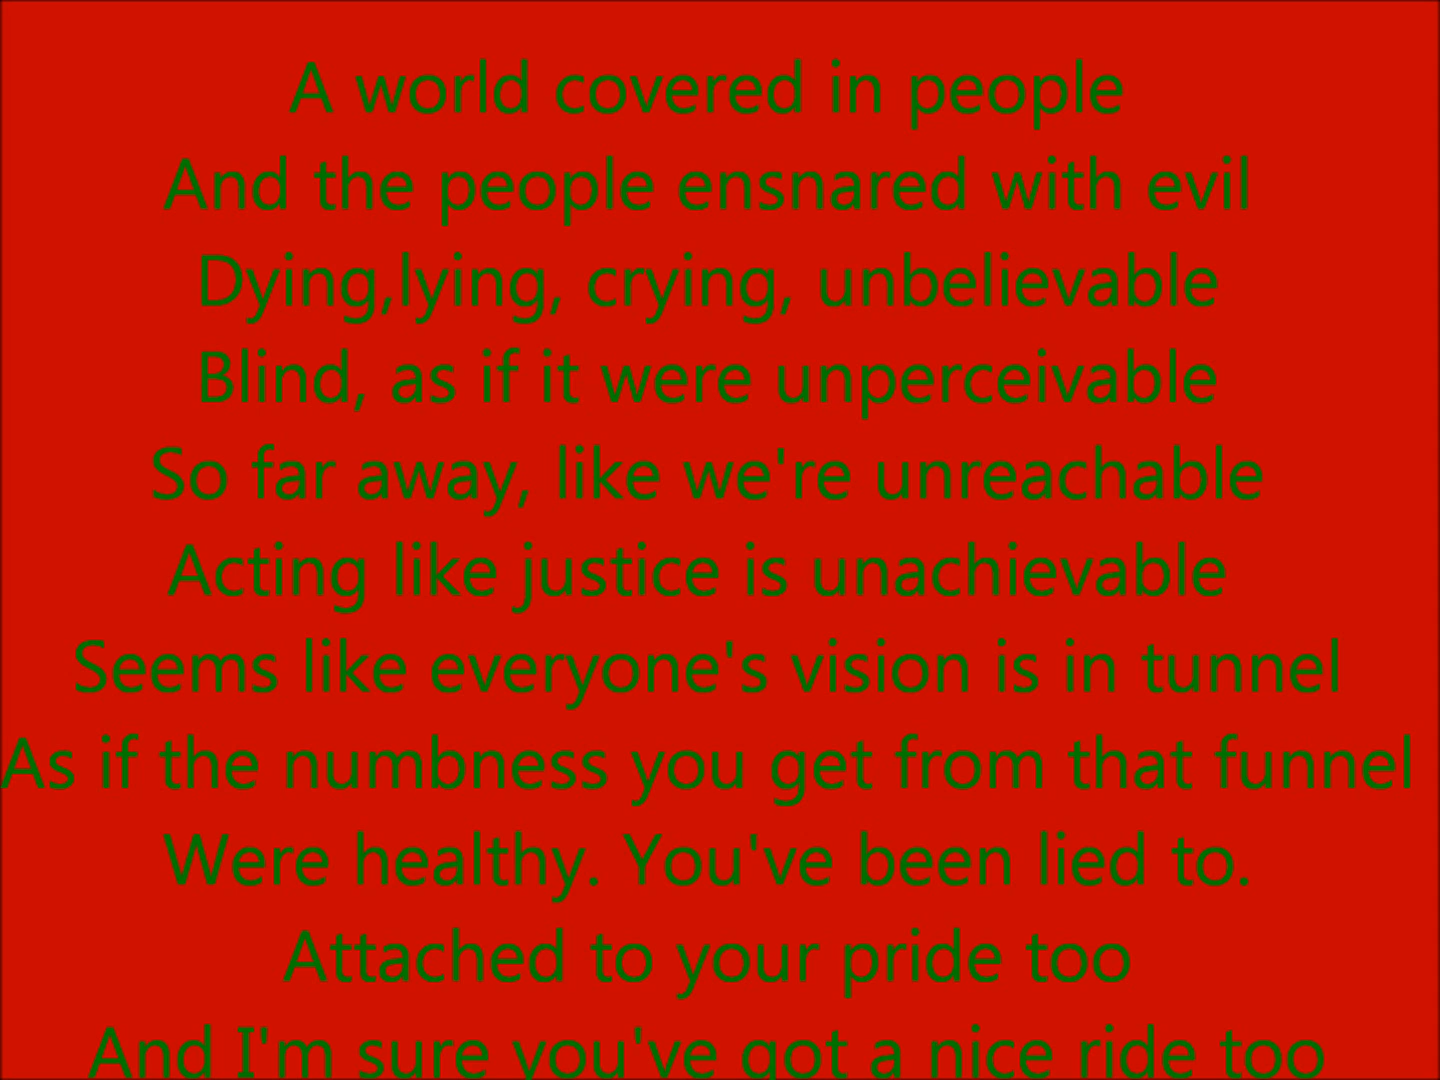 A world covered in people
And the people ensnared with evil
Dying,lying, crying, unbelievable
Blind, as if it were unperceivable
So far away, like we're unreachable
Acting like justice is unachievable
Seems like everyone's vision is in tunnel
As if the numbness you get from that funnel
Were healthy. You've been lied to.
Attached to your pride too
And I'm sure you've got a nice ride too